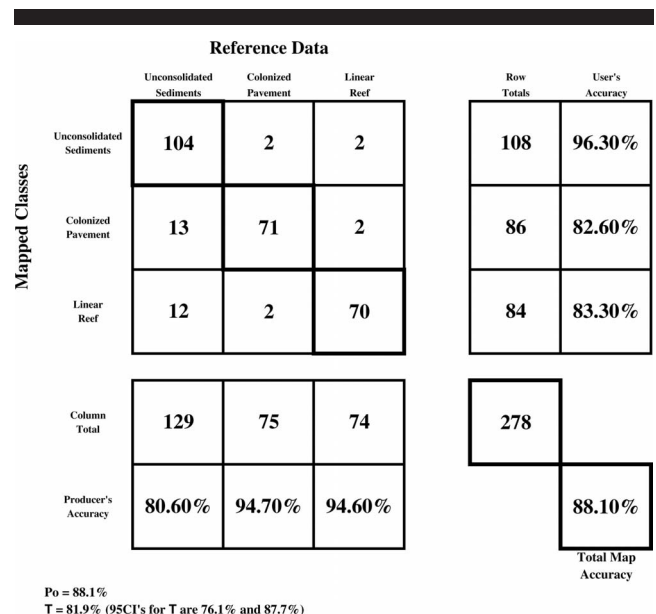 Reference Data
Unconsolidated Colonized Linear Row User's
Sediments Pavement Reef Totals Accuracy
Mapped Classes
Unconsolidated
Sediments
104 2 2 108 96.30%
Colonized
Pavement
13 71 2 86 82.60%
Linear
Reef
12 2 70 84 83.30%
Column
Total
129 75 74 278
Producer's
Accuracy
80.60% 94.70% 94.60% 88.10%
Total Map
Accuracy
Po = 88.1%
T = 81.9% (95CI's for T are 76.1% and 87.7%)